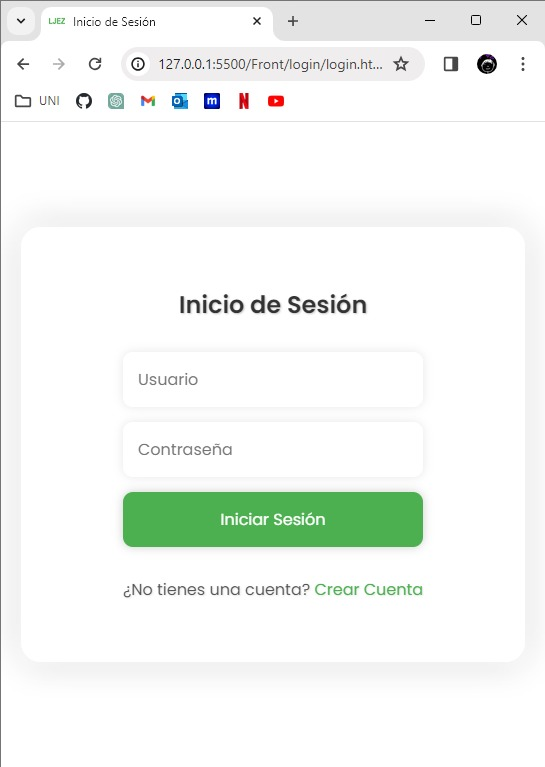 LJEZ Inicio de Sesión
127.0.0.1:5500/Front/login/login.ht...
UNI
Inicio de Sesión
Usuario
Contraseña
Iniciar Sesión
¿No tienes una cuenta? Crear Cuenta